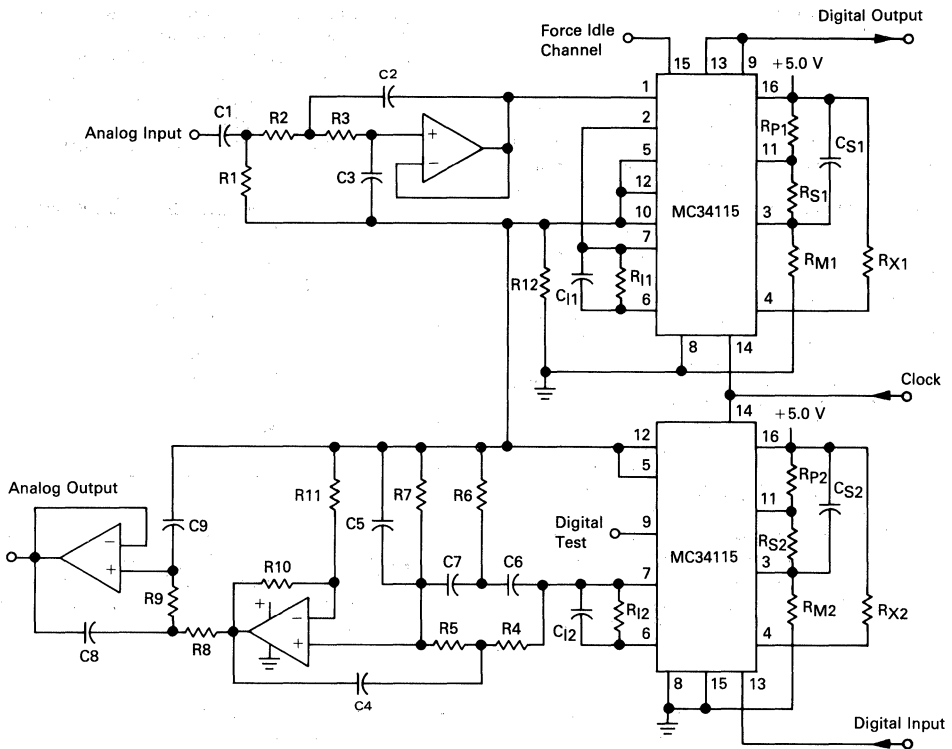 Digital Output
Force Idle
Channel
15
13
9
+5.0 V
C2
1
16
C1
R2
R3
2
RP1
CS1
Analog Input
+
−
5
11
R1
C3
12
RS1
10
MC34115
3
7
RM1
RX1
R12
CI1
RI1
6
4
8
14
Clock
14
+5.0 V
12
16
5
RP2
CS2
Analog Output
R11
C5
R7
R6
11
C9
Digital
Test
9
RS2
−
+
MC34115
3
R10
C7
C6
7
R9
+
−
+
CI2
RI2
RM2
RX2
R5
R4
6
4
C8
R8
C4
8
15
13
Digital Input